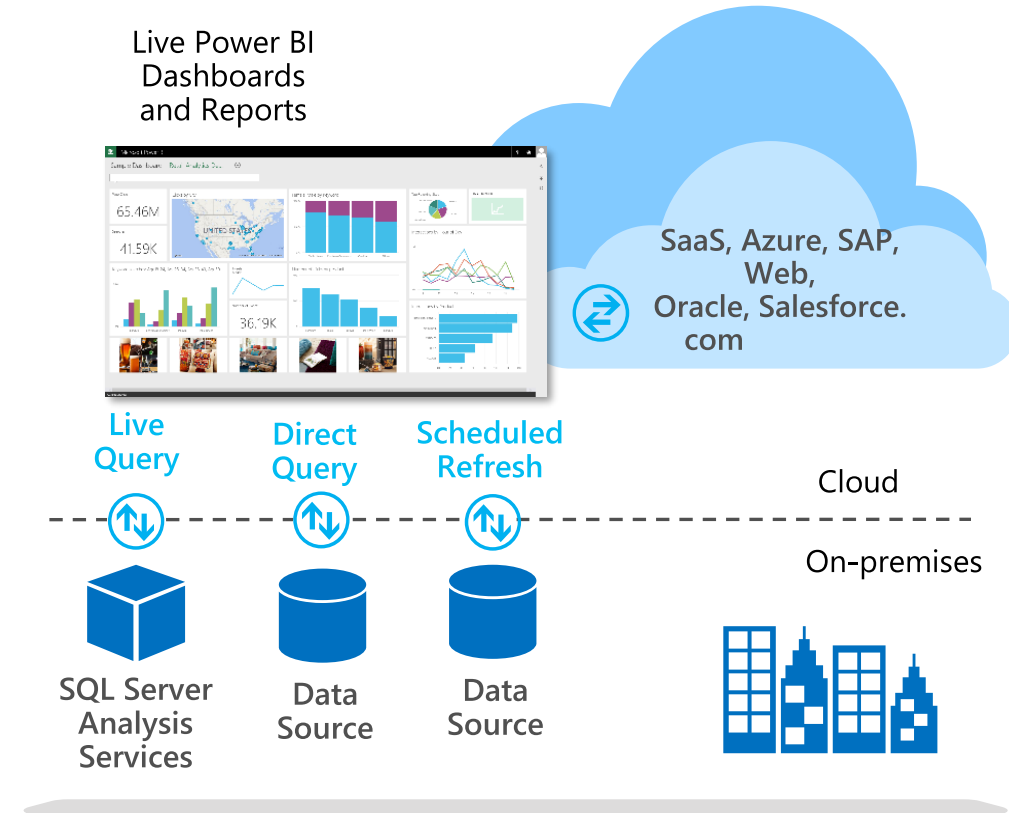 Live Power BI
Dashboards
and Reports
65.46M
41.59K
UNITED STATES
36.19K
SaaS, Azure, SAP,
Web,
Oracle, Salesforce.
com
Live
Query
Direct
Query
Scheduled
Refresh
Cloud
On-premises
SQL Server
Analysis
Services
Data
Source
Data
Source